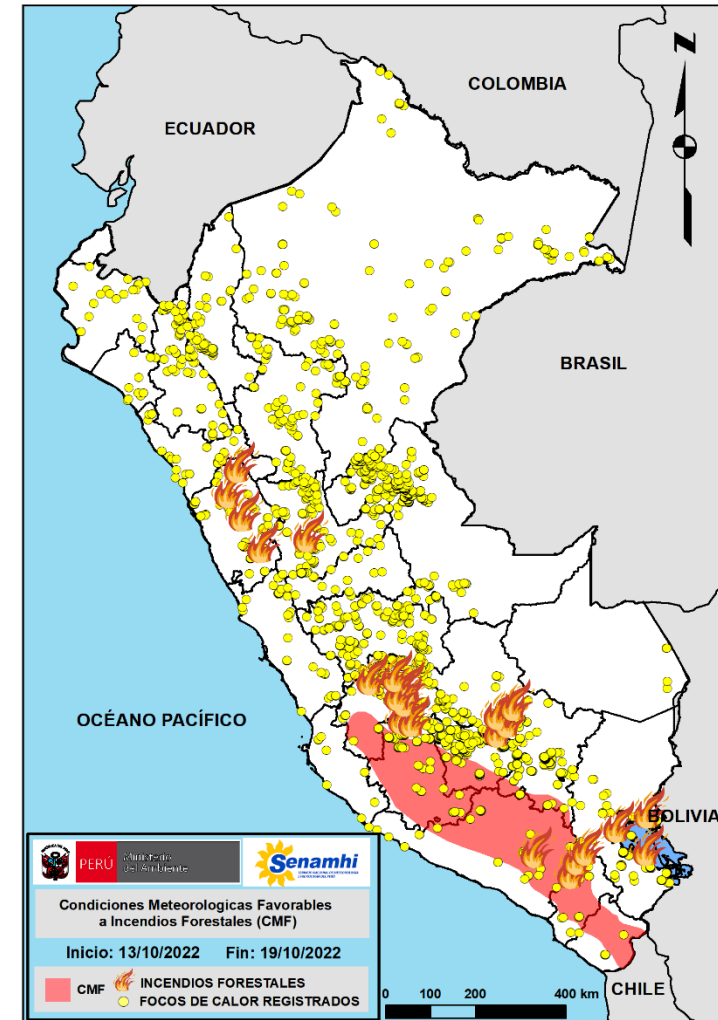 COLOMBIA
ECUADOR
Z
BRASIL
OCÉANO PACÍFICO
BOLIVIA
PERÚ
Ministerio
del Ambiente
Senamhi
Condiciones Meteorologicas Favorables
a Incendios Forestales (CMF)
Inicio: 13/10/2022 Fin: 19/10/2022
CMF
INCENDIOS FORESTALES
FOCOS DE CALOR REGISTRADOS
0 100 200 400 km
CHILE